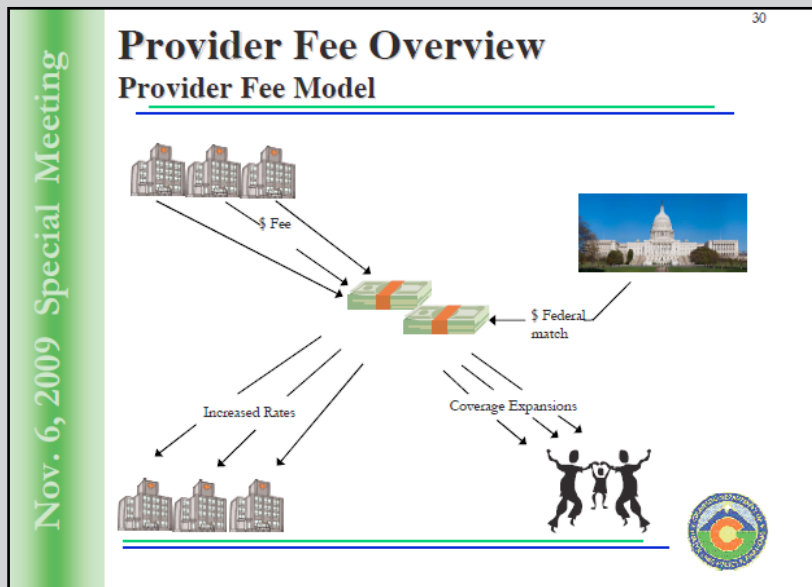 30
Nov. 6, 2009 Special Meeting
Provider Fee Overview
Provider Fee Model
$ Fee
$ Federal
match
Increased Rates
Coverage Expansions